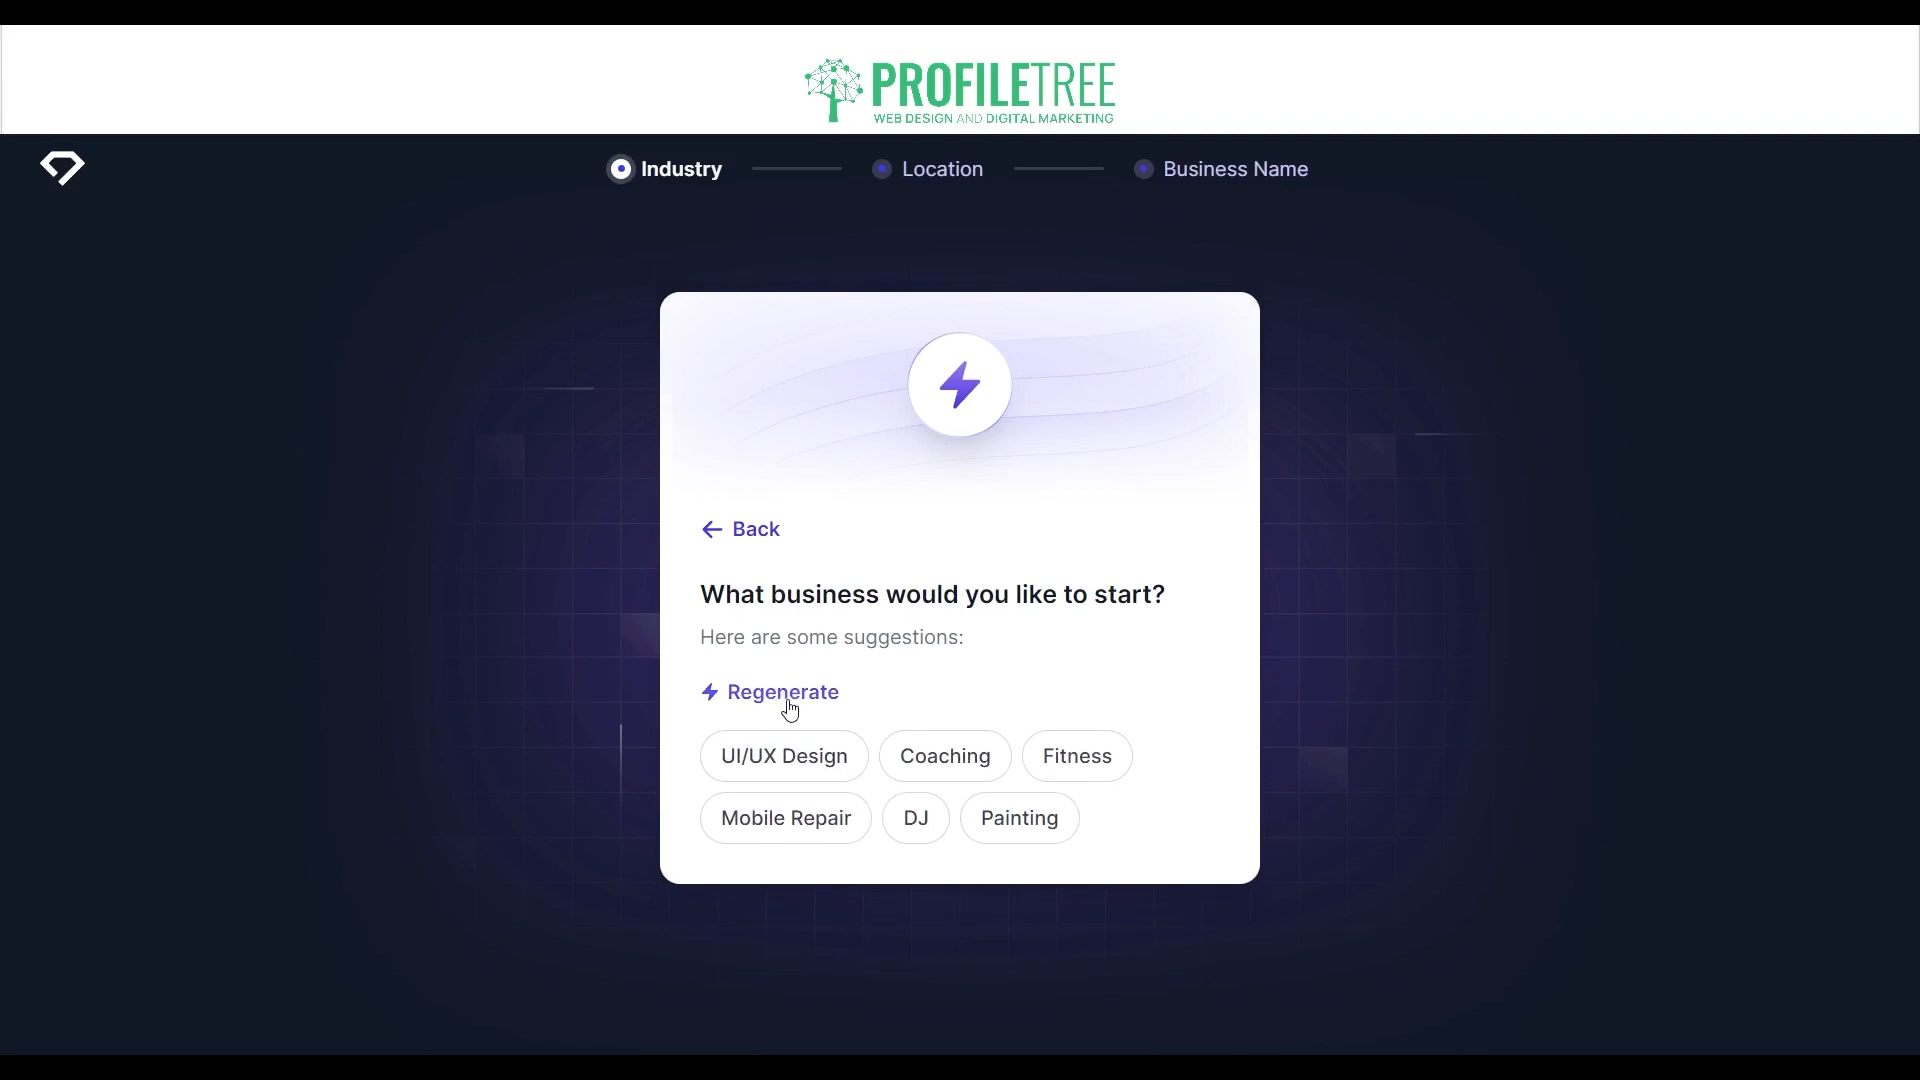 PROFILETREE
WEB DESIGN AND DIGITAL MARKETING
Industry Location Business Name
Back
What business would you like to start?
Here are some suggestions:
Regenerate
UI/UX Design Coaching Fitness
Mobile Repair DJ Painting